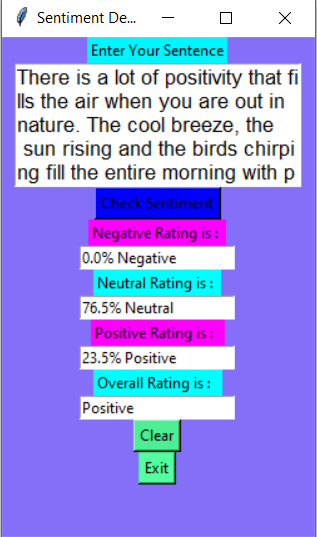 Sentiment De...
Enter Your Sentence
There is a lot of positivity that fi
lls the air when you are out in
nature. The cool breeze, the
sun rising and the birds chirpi
ng fill the entire morning with p
Check Sentiment
Negative Rating is :
0.0% Negative
Neutral Rating is :
76.5% Neutral
Positive Rating is :
23.5% Positive
Overall Rating is :
Positive
Clear
Exit